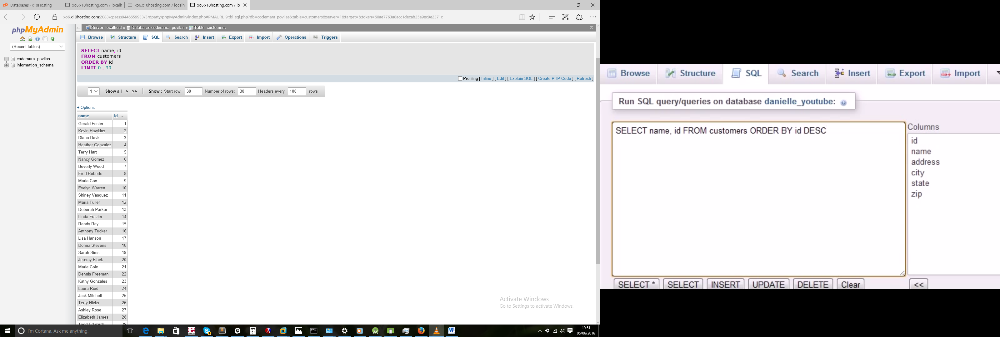 Databases - x10Hosting
xo6.x10hosting.com / localh
xo6.x10hosting.com / localh
xo6.x10hosting.com / lo
xo6.x10hosting.com:2083/cpsess9446659933/3rdparty/phpMyAdmin/index.php#PMAURL-9:tbl_sql.php?db=codemara_povilas&table=customers&server=1&target=&token=60ae7763a8acc1decab25a9ec9e2371c
phpMyAdmin
(Recent tables) ...
codemara_povilas
information_schema
Server: localhost » Database: codemara_povilas » Table: customers
Browse Structure SQL Search Insert Export Import Operations Triggers
SELECT name, id
FROM customers
ORDER BY id
LIMIT 0 , 30
Profiling [ Inline ] [ Edit ] [ Explain SQL ] [ Create PHP Code ] [ Refresh ]
1 Show all > >> Show : Start row: 30 Number of rows: 30 Headers every 100 rows
+ Options
name id
Gerald Foster 1
Kevin Hawkins 2
Diana Davis 3
Heather Gonzalez 4
Terry Hart 5
Nancy Gomez 6
Beverly Wood 7
Fred Roberts 8
Maria Cox 9
Evelyn Warren 10
Shirley Vasquez 11
Maria Fuller 12
Deborah Parker 13
Linda Frazier 14
Randy Ray 15
Anthony Tucker 16
Lisa Hanson 17
Donna Stevens 18
Sarah Sims 19
Jeremy Black 20
Marie Cole 21
Dennis Freeman 22
Kathy Gonzales 23
Laura Reid 24
Jack Mitchell 25
Terry Hicks 26
Ashley Rose 27
Elizabeth James 28
Todd Edwards 29
Activate Windows
Go to Settings to activate Windows.
I'm Cortana. Ask me anything.
19:51
05/06/2016
Browse Structure SQL Search Insert Export Import
Run SQL query/queries on database danielle_youtube:
SELECT name, id FROM customers ORDER BY id DESC
Columns
id
name
address
city
state
zip
SELECT * SELECT INSERT UPDATE DELETE Clear <<